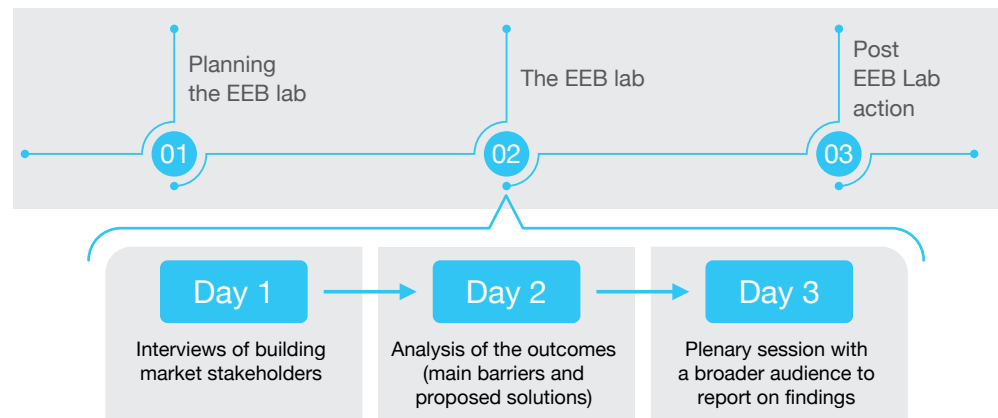 Planning
the EEB lab
The EEB lab
Post
EEB Lab
action
01
02
03
Day 1
Day 2
Day 3
Interviews of building
market stakeholders
Analysis of the outcomes
(main barriers and
proposed solutions)
Plenary session with
a broader audience to
report on findings